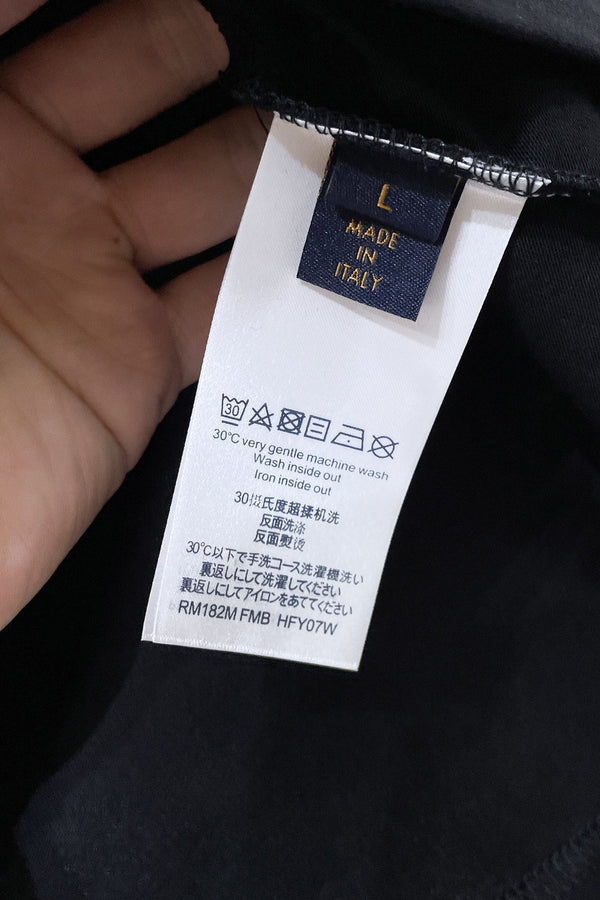 L
MADE
IN
ITALY
30
30°C very gentle machine wash
Wash inside out
Iron inside out
30摄氏度超揉机洗
反面洗涤
反面熨烫
30°C以下で手洗コース洗濯機洗い
裏返しにして洗濯してください
裏返しにしてアイロンをあててください
RM182M FMB HFY07W